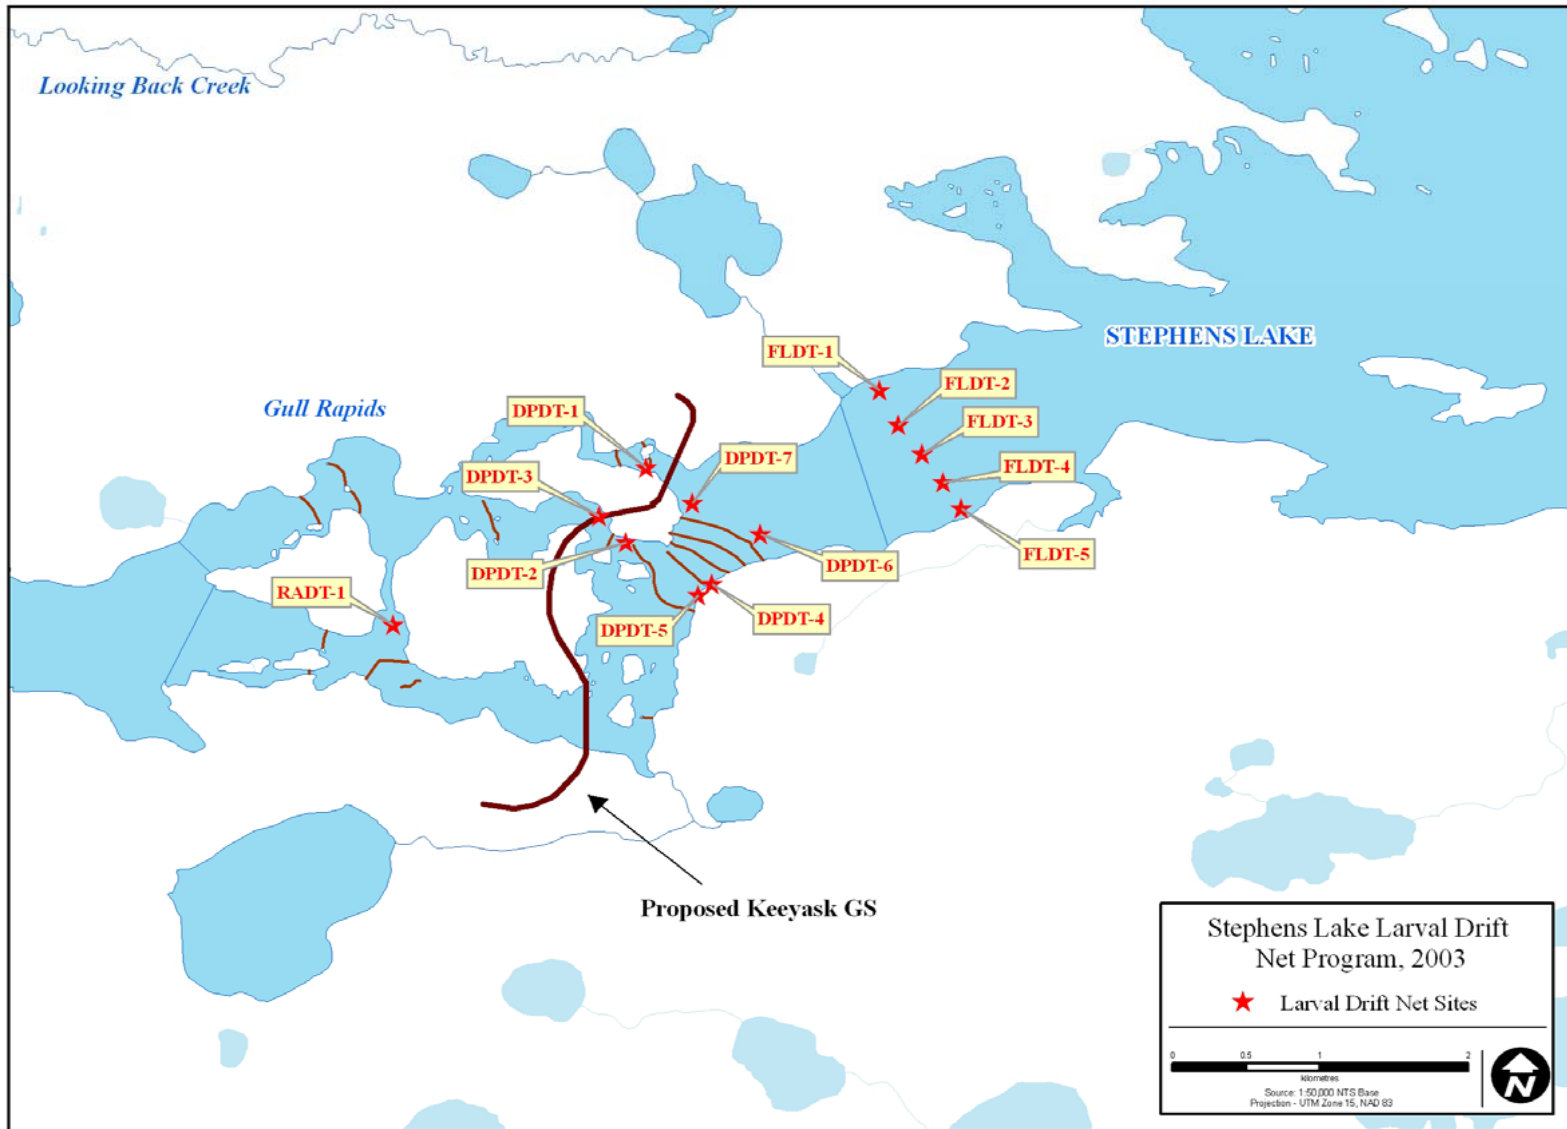 Looking Back Creek
STEPHENS LAKE
FLDT-1
FLDT-2
Gull Rapids
DPDT-1
FLDT-3
DPDT-7
FLDT-4
DPDT-3
FLDT-5
DPDT-6
DPDT-2
RADT-1
DPDT-4
DPDT-5
Proposed Keeyask GS
Stephens Lake Larval Drift
Net Program, 2003
Larval Drift Net Sites
0 0.5 1 2
kilometres
Source: 1:50,000 NTS Base
Projection - UTM Zone 15, NAD 83
N